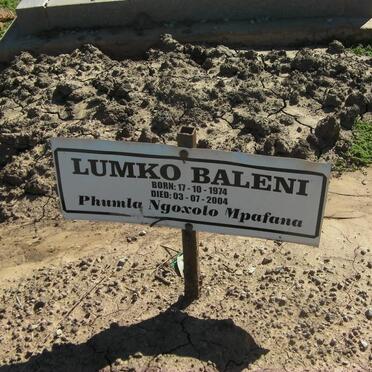 LUMKO BALENI
BORN: 17 - 10 - 1974
DIED: 03 - 07 - 2004
Phumla Ngoxolo Mpafana